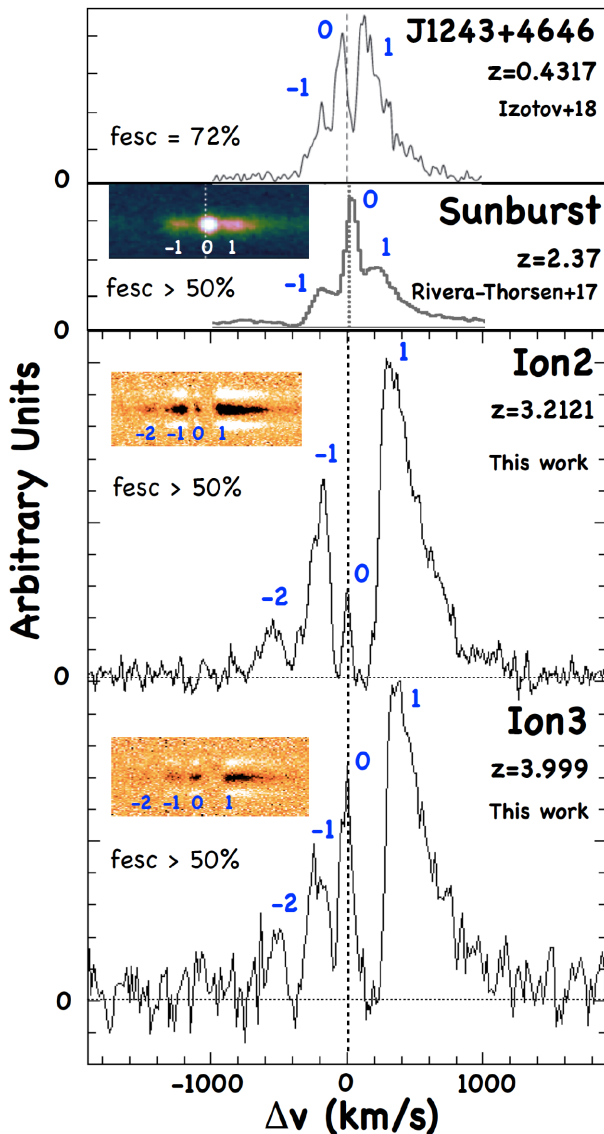 J1243+4646
0
1
z=0.4317
-1
Izotov+18
fesc = 72%
0
0
Sunburst
-1 0 1
1
z=2.37
-1
fesc > 50%
Rivera-Thorsen+17
0
1
Ion2
z=3.2121
-2 -1 0 1
-1
This work
fesc > 50%
0
-2
0
1
Ion3
0
z=3.999
-2 -1 0 1
This work
-1
fesc > 50%
-2
0
Arbitrary Units
-1000 0 1000
Δv (km/s)